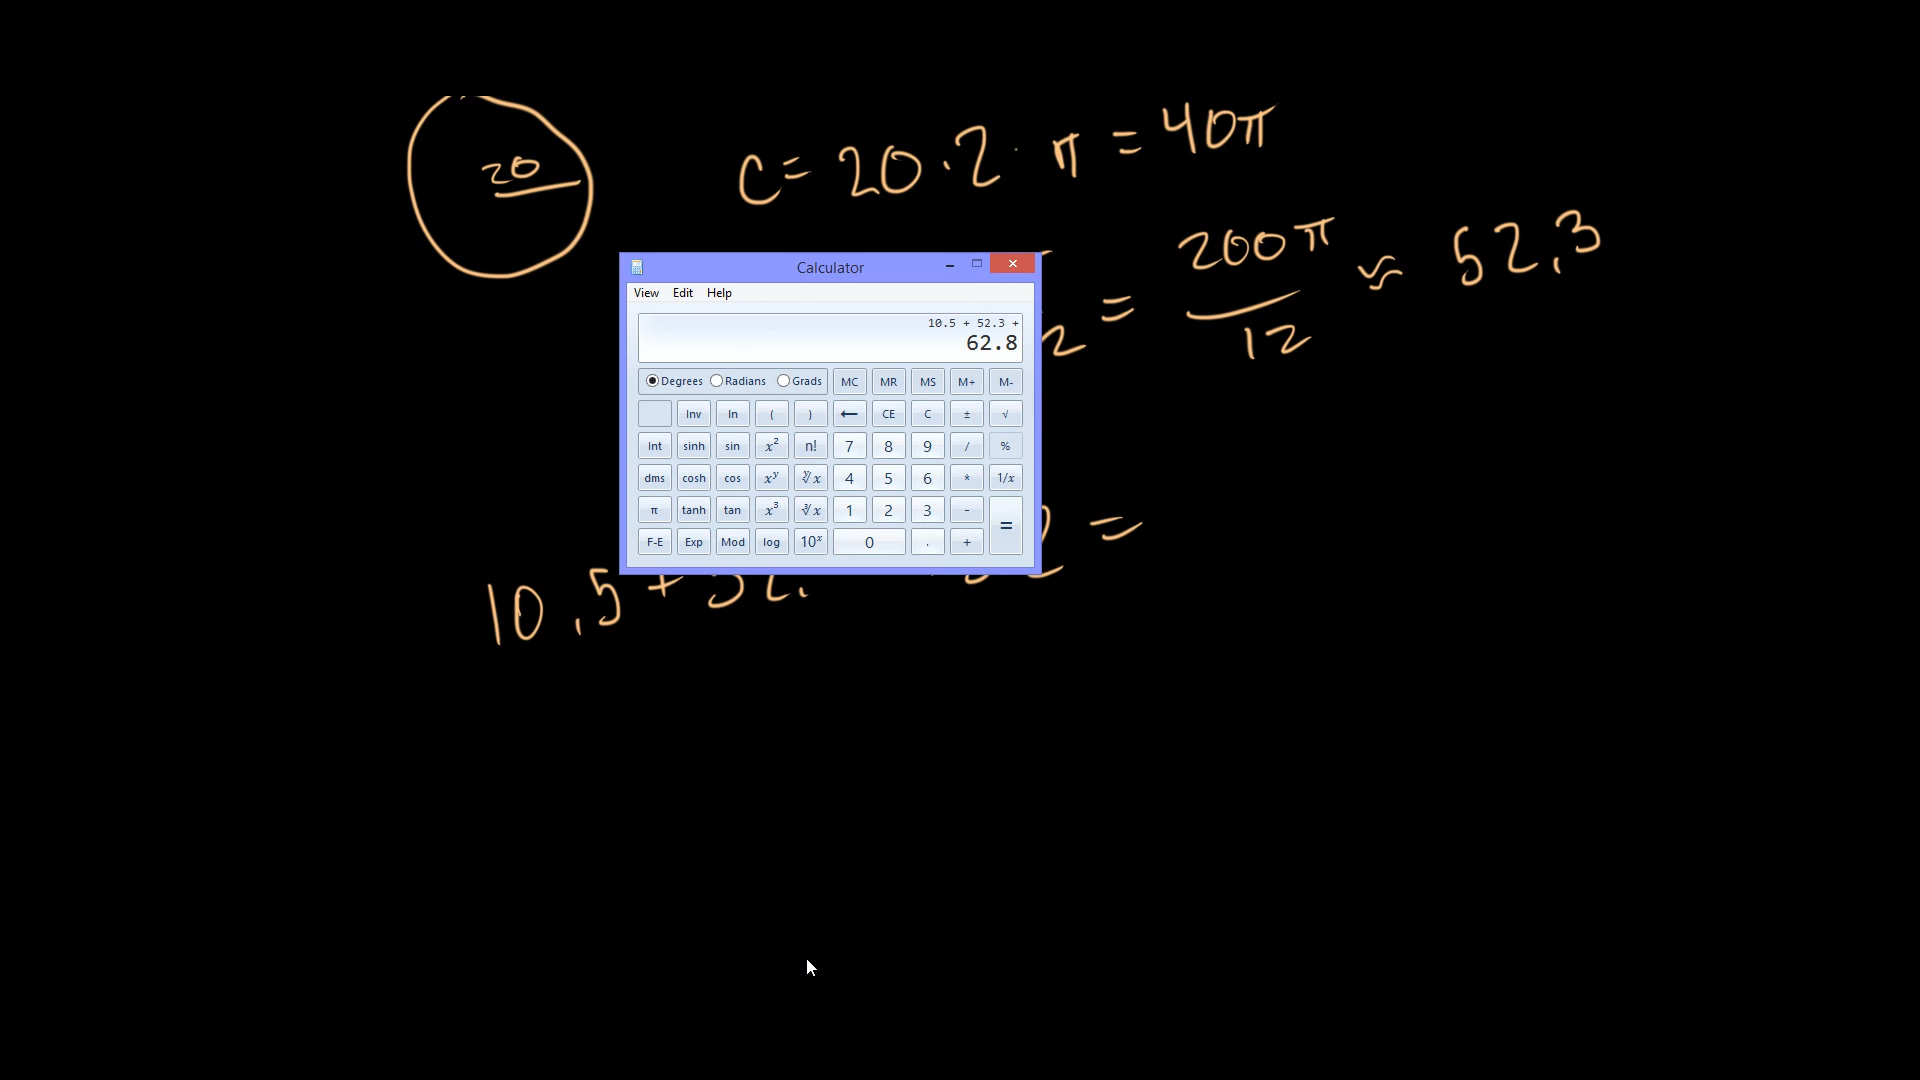 20
C = 20 · 2 · π = 40π
= 200π / 12 ≈ 52,3
2
Calculator
View Edit Help
10.5 + 52.3 +
62.8
Degrees Radians Grads MC MR MS M+ M-
Inv ln ( ) ← CE C ± √
Int sinh sin x² n! 7 8 9 / %
dms cosh cos xʸ ʸ√x 4 5 6 * 1/x
π tanh tan x³ ³√x 1 2 3 - =
F-E Exp Mod log 10ˣ 0 . +
10,5 + 52, 2 =